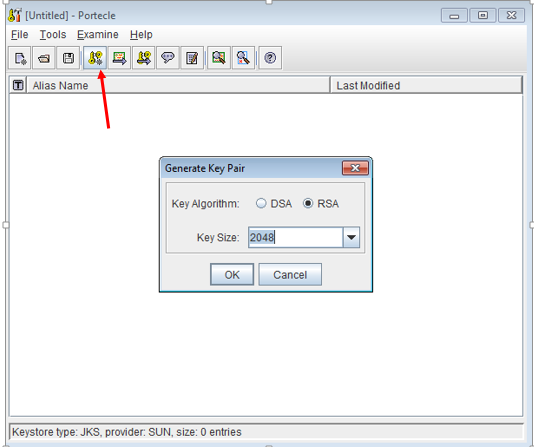 [Untitled] - Portecle
File Tools Examine Help
T Alias Name Last Modified
Generate Key Pair
Key Algorithm: DSA RSA
Key Size: 2048
OK Cancel
Keystore type: JKS, provider: SUN, size: 0 entries